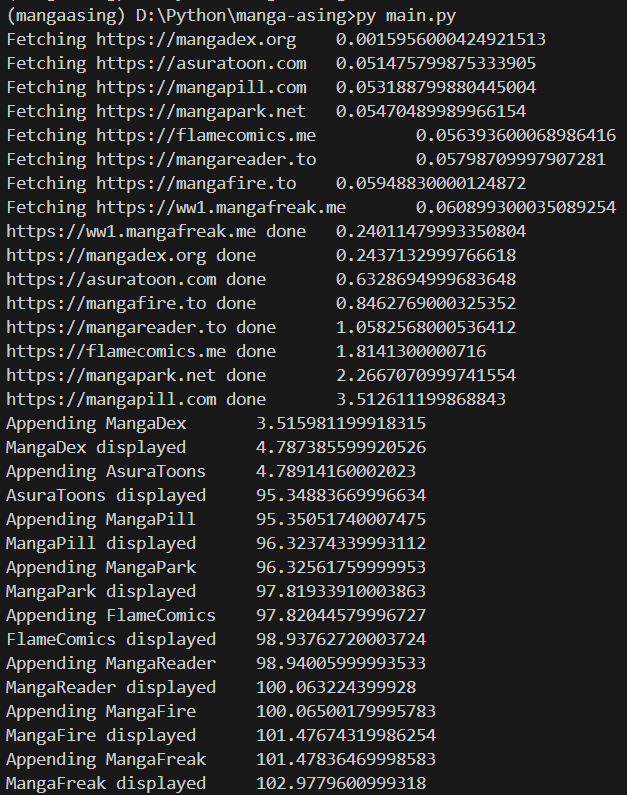 (mangaasing) D:\Python\manga-asing>py main.py
Fetching https://mangadex.org 0.0015956000424921513
Fetching https://asuratoon.com 0.051475799875333905
Fetching https://mangapill.com 0.053188799880445004
Fetching https://mangapark.net 0.05470489989966154
Fetching https://flamecomics.me 0.056393600068986416
Fetching https://mangareader.to 0.05798709997907281
Fetching https://mangafire.to 0.05948830000124872
Fetching https://ww1.mangafreak.me 0.060899300035089254
https://ww1.mangafreak.me done 0.24011479993350804
https://mangadex.org done 0.2437132999766618
https://asuratoon.com done 0.6328694999683648
https://mangafire.to done 0.8462769000325352
https://mangareader.to done 1.0582568000536412
https://flamecomics.me done 1.8141300000716
https://mangapark.net done 2.2667070999741554
https://mangapill.com done 3.512611199868843
Appending MangaDex 3.515981199918315
MangaDex displayed 4.787385599920526
Appending AsuraToons 4.78914160002023
AsuraToons displayed 95.34883669996634
Appending MangaPill 95.35051740007475
MangaPill displayed 96.32374339993112
Appending MangaPark 96.32561759999953
MangaPark displayed 97.81933910003863
Appending FlameComics 97.82044579996727
FlameComics displayed 98.93762720003724
Appending MangaReader 98.94005999993533
MangaReader displayed 100.063224399928
Appending MangaFire 100.06500179995783
MangaFire displayed 101.47674319986254
Appending MangaFreak 101.47836469998583
MangaFreak displayed 102.9779600999318